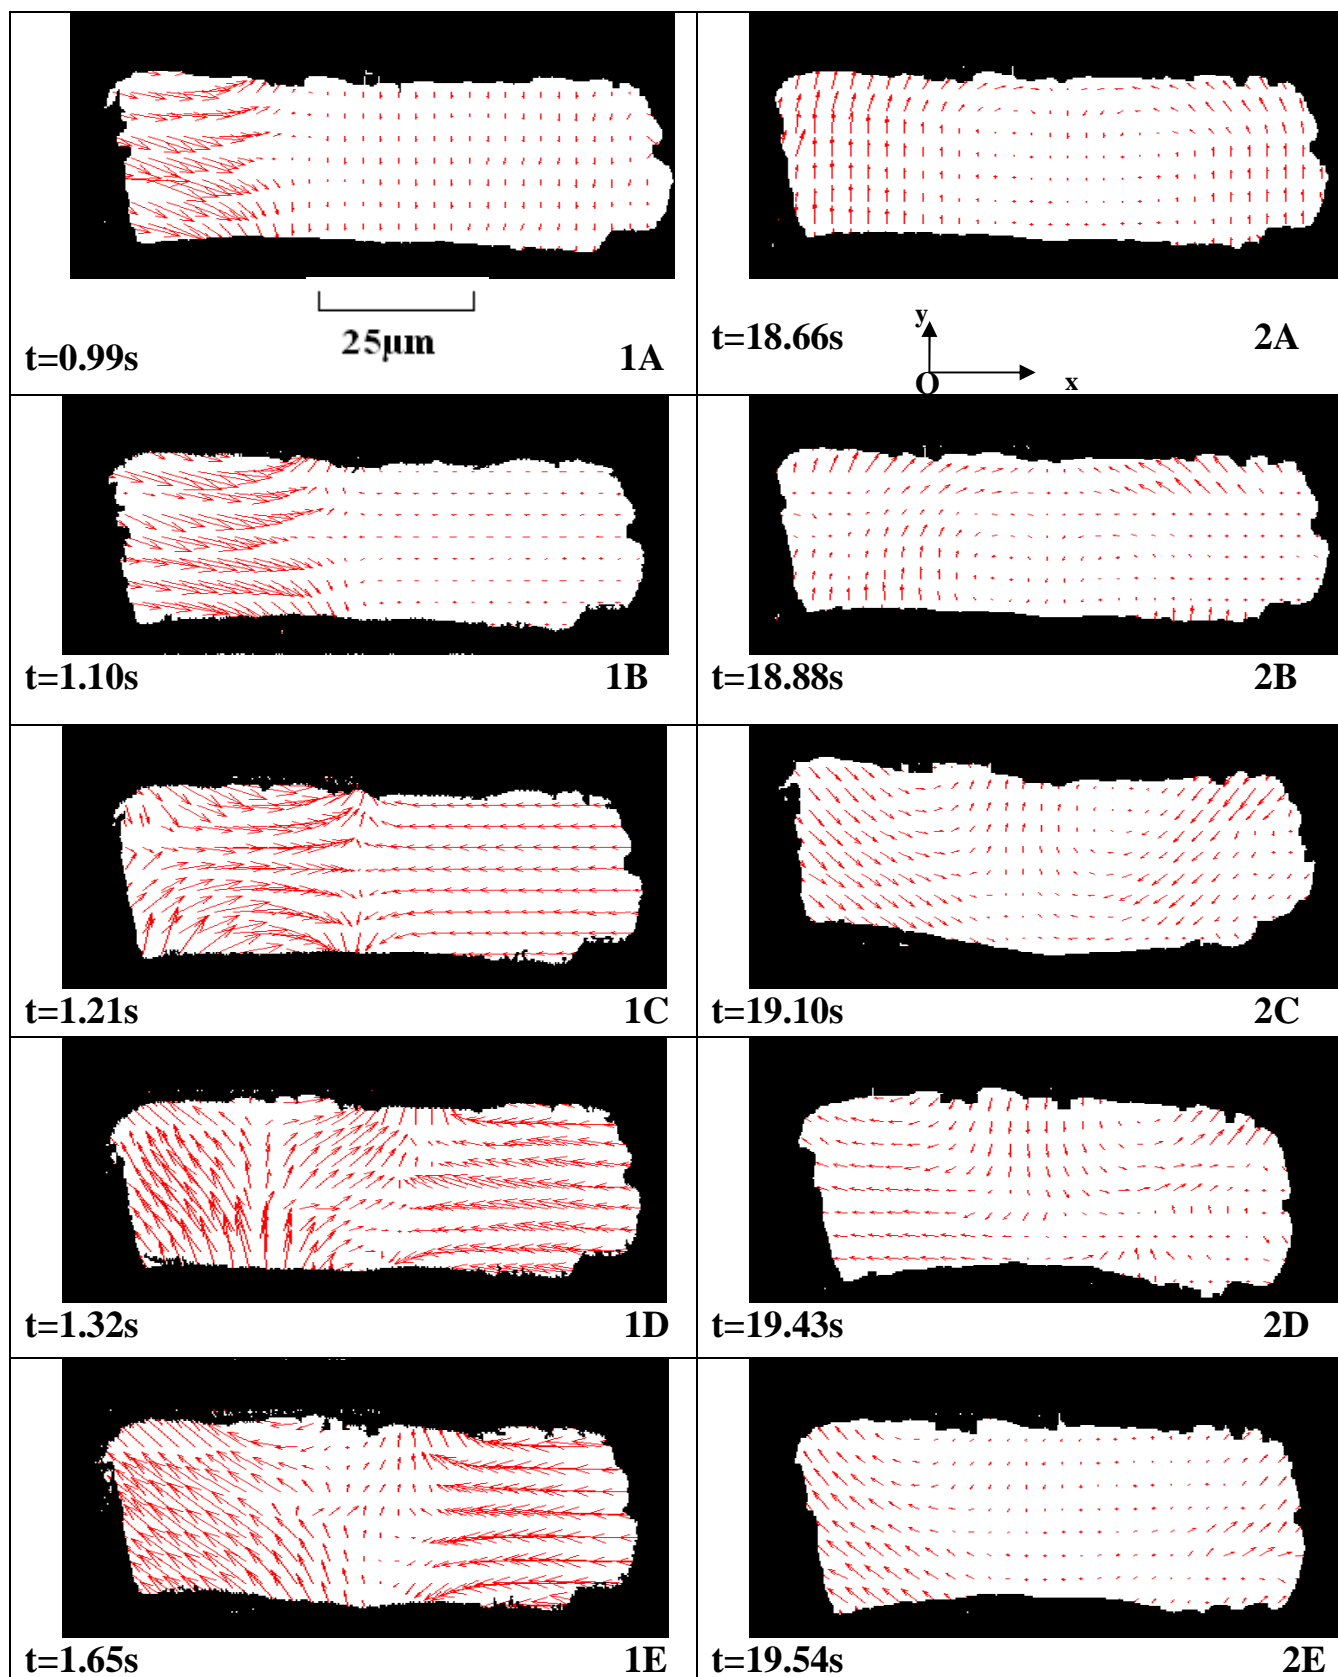 25µm
t=0.99s 1A
y
t=18.66s 2A
O x
t=1.10s 1B
t=18.88s 2B
t=1.21s 1C
t=19.10s 2C
t=1.32s 1D
t=19.43s 2D
t=1.65s 1E
t=19.54s 2E